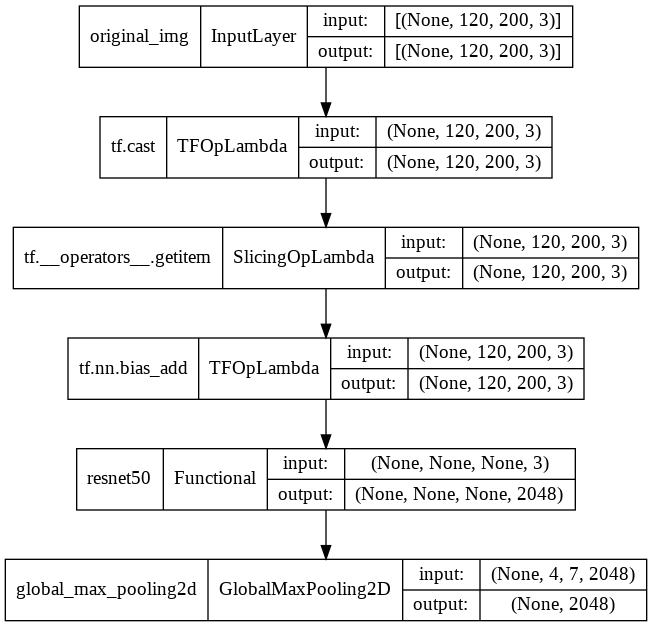 original_img InputLayer input: [(None, 120, 200, 3)]
output: [(None, 120, 200, 3)]
tf.cast TFOpLambda input: (None, 120, 200, 3)
output: (None, 120, 200, 3)
tf.__operators__.getitem SlicingOpLambda input: (None, 120, 200, 3)
output: (None, 120, 200, 3)
tf.nn.bias_add TFOpLambda input: (None, 120, 200, 3)
output: (None, 120, 200, 3)
resnet50 Functional input: (None, None, None, 3)
output: (None, None, None, 2048)
global_max_pooling2d GlobalMaxPooling2D input: (None, 4, 7, 2048)
output: (None, 2048)